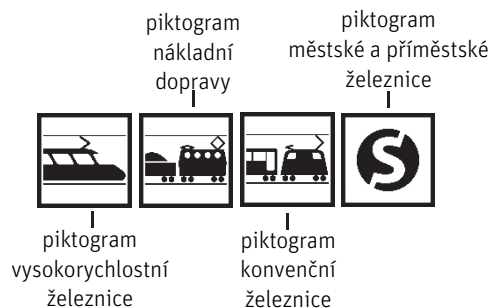 piktogram
nákladní
dopravy
piktogram
městské a příměstské
železnice
S
piktogram
vysokorychlostní
železnice
piktogram
konvenční
železnice